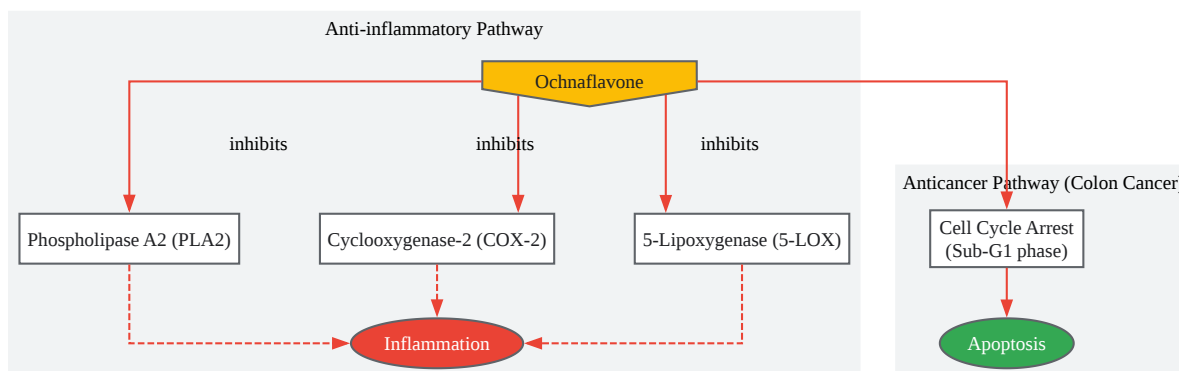 Anti-inflammatory Pathway
Ochnaflavone
inhibits
inhibits
inhibits
Anticancer Pathway (Colon Cancer)
Phospholipase A2 (PLA2)
Cyclooxygenase-2 (COX-2)
5-Lipoxygenase (5-LOX)
Cell Cycle Arrest
(Sub-G1 phase)
Inflammation
Apoptosis